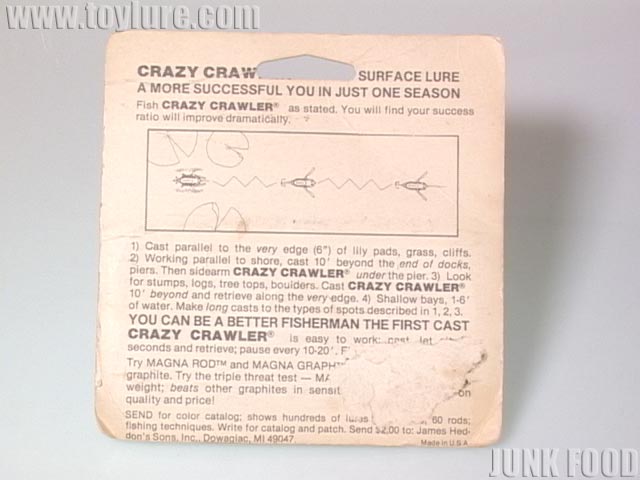 www.toylure.com
CRAZY CRAW SURFACE LURE
A MORE SUCCESSFUL YOU IN JUST ONE SEASON
Fish CRAZY CRAWLER® as stated. You will find your success
ratio will improve dramatically.
1) Cast parallel to the very edge (6") of lily pads, grass, cliffs.
2) Working parallel to shore, cast 10' beyond the end of docks,
piers. Then sidearm CRAZY CRAWLER® under the pier. 3) Look
for stumps, logs, tree tops, boulders. Cast CRAZY CRAWLER®
10' beyond and retrieve along the very edge. 4) Shallow bays, 1-6'
of water. Make long casts to the types of spots described in 1, 2, 3.
YOU CAN BE A BETTER FISHERMAN THE FIRST CAST
CRAZY CRAWLER® is easy to work: cast, let
seconds and retrieve; pause every 10-20'.
Try MAGNA ROD™ and MAGNA GRAPH
graphite. Try the triple threat test — MA
weight; beats other graphites in sensit on
quality and price!
SEND for color catalog; shows hundreds of lures 60 rods;
fishing techniques. Write for catalog and patch. Send $2.00 to: James Hed-
don's Sons, Inc., Dowagiac, MI 49047.
Made in U.S.A.
JUNK FOOD